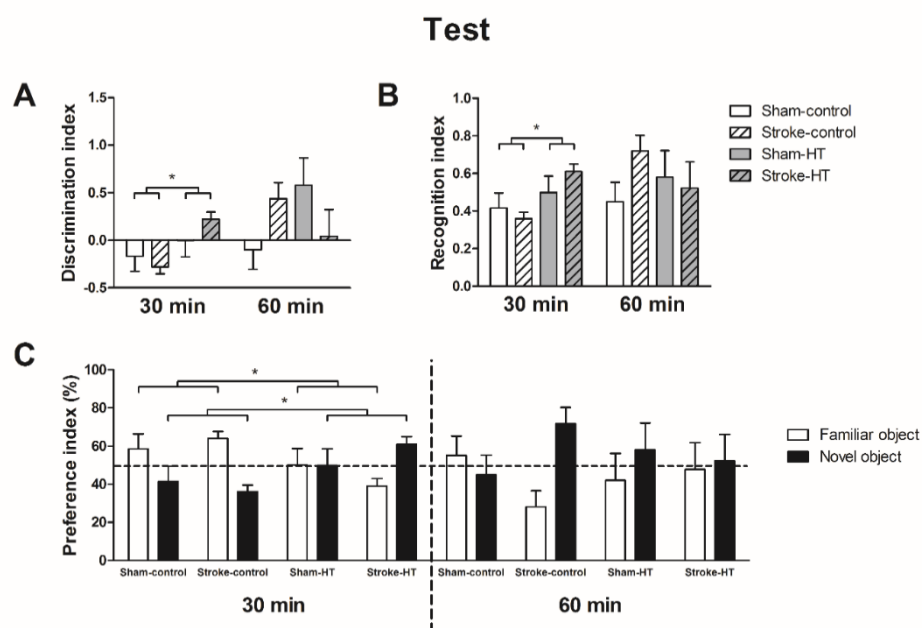 Test
A
Discrimination index
1.5
1.0
0.5
0.0
-0.5
*
30 min
60 min
B
Recognition index
1.0
0.8
0.6
0.4
0.2
0.0
*
30 min
60 min
Sham-control
Stroke-control
Sham-HT
Stroke-HT
C
Preference index (%)
100
80
60
40
20
0
*
*
Sham-control
Stroke-control
Sham-HT
Stroke-HT
Sham-control
Stroke-control
Sham-HT
Stroke-HT
30 min
60 min
Familiar object
Novel object